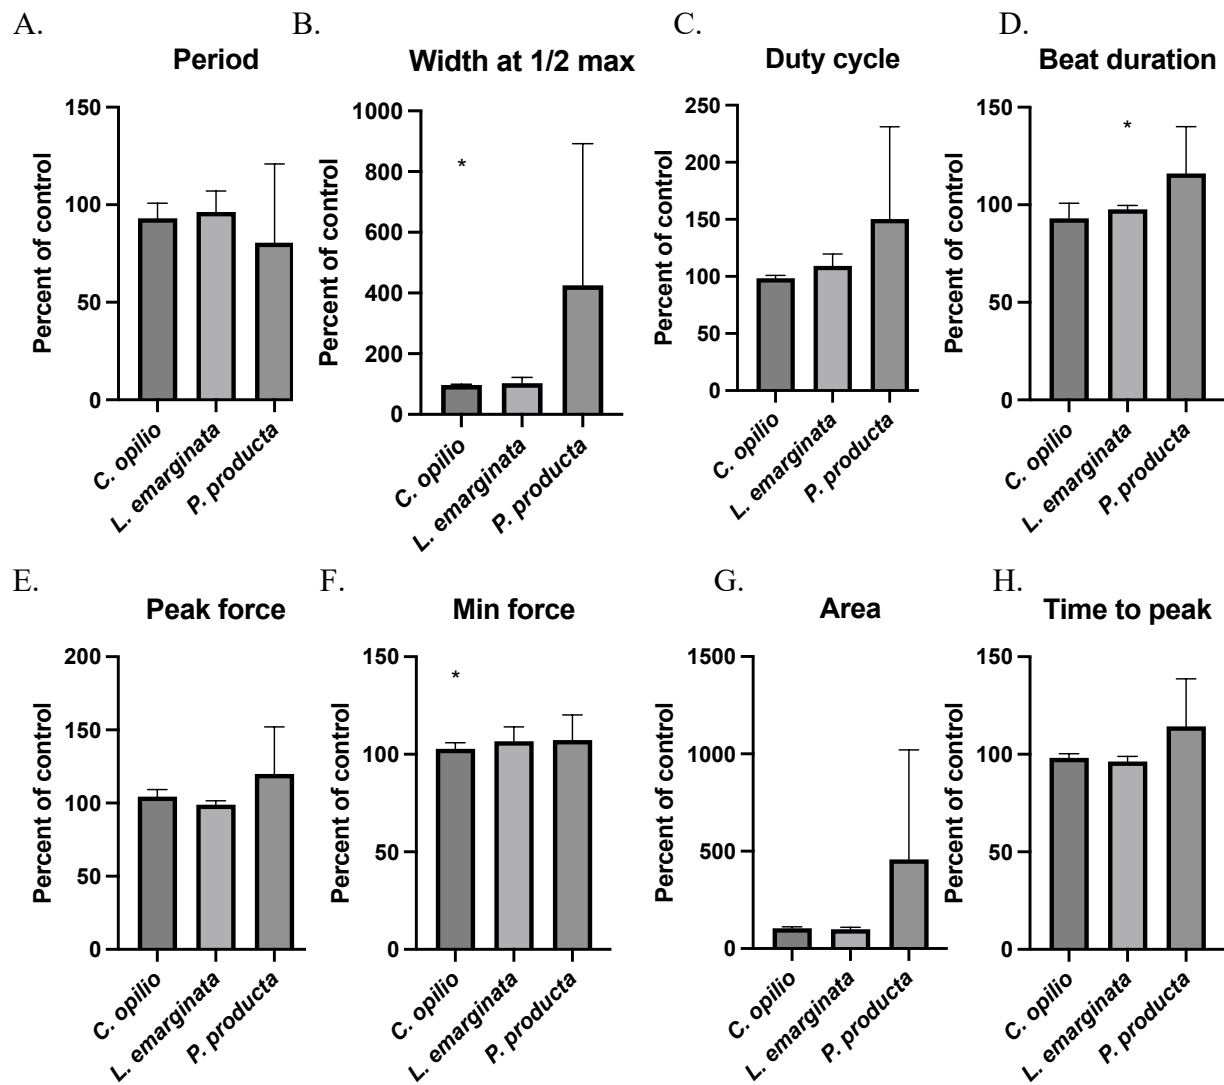 A.
Period
Percent of control
150
100
50
0
C. opilio
L. emarginata
P. producta
B.
Width at 1/2 max
Percent of control
1000
800
600
400
200
0
*
C. opilio
L. emarginata
P. producta
C.
Duty cycle
Percent of control
250
200
150
100
50
0
C. opilio
L. emarginata
P. producta
D.
Beat duration
Percent of control
150
100
50
0
*
C. opilio
L. emarginata
P. producta
E.
Peak force
Percent of control
200
150
100
50
0
C. opilio
L. emarginata
P. producta
F.
Min force
Percent of control
150
100
50
0
*
C. opilio
L. emarginata
P. producta
G.
Area
Percent of control
1500
1000
500
0
C. opilio
L. emarginata
P. producta
H.
Time to peak
Percent of control
150
100
50
0
C. opilio
L. emarginata
P. producta